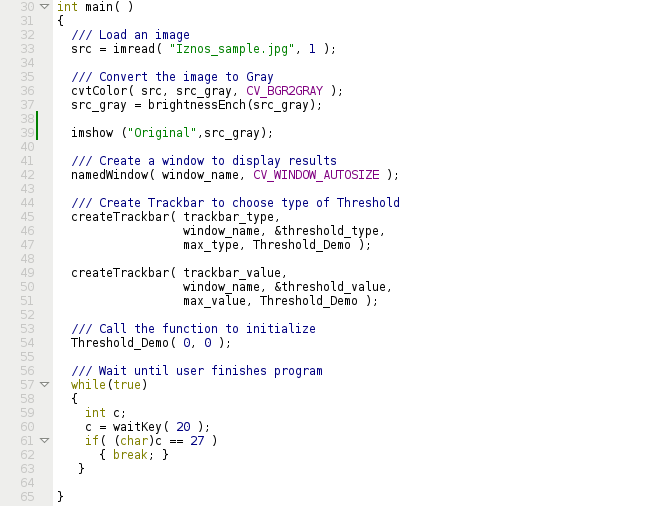 30 int main( )
31 {
32   /// Load an image
33   src = imread( "Iznos_sample.jpg", 1 );
34
35   /// Convert the image to Gray
36   cvtColor( src, src_gray, CV_BGR2GRAY );
37   src_gray = brightnessEnch(src_gray);
38
39   imshow ("Original",src_gray);
40
41   /// Create a window to display results
42   namedWindow( window_name, CV_WINDOW_AUTOSIZE );
43
44   /// Create Trackbar to choose type of Threshold
45   createTrackbar( trackbar_type,
46                   window_name, &threshold_type,
47                   max_type, Threshold_Demo );
48
49   createTrackbar( trackbar_value,
50                   window_name, &threshold_value,
51                   max_value, Threshold_Demo );
52
53   /// Call the function to initialize
54   Threshold_Demo( 0, 0 );
55
56   /// Wait until user finishes program
57   while(true)
58   {
59     int c;
60     c = waitKey( 20 );
61     if( (char)c == 27 )
62       { break; }
63    }
64
65 }